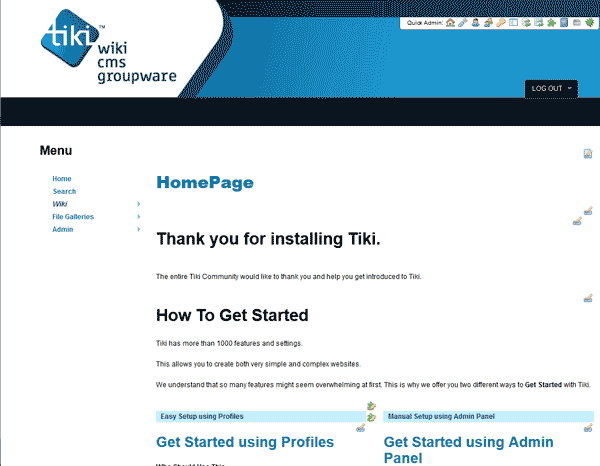 tiki™
wiki
cms
groupware
Quick Admin:
LOG OUT
Menu
Home
Search
Wiki
File Galleries
Admin
HomePage
Thank you for installing Tiki.
The entire Tiki Community would like to thank you and help you get introduced to Tiki.
How To Get Started
Tiki has more than 1000 features and settings.
This allows you to create both very simple and complex websites.
We understand that so many features might seem overwhelming at first. This is why we offer you two different ways to Get Started with Tiki.
Easy Setup using Profiles
Get Started using Profiles
Who Should Use This
Manual Setup using Admin Panel
Get Started using Admin
Panel